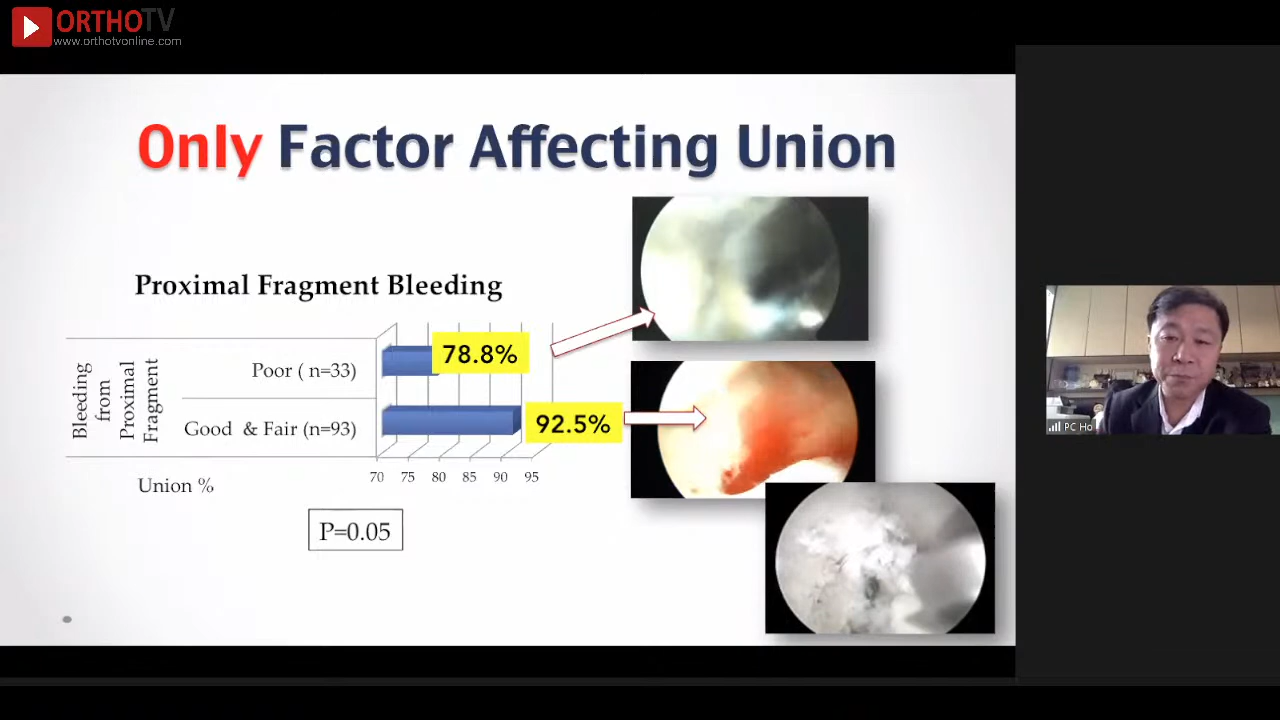 ORTHOTV
www.orthotvonline.com
Only Factor Affecting Union
Proximal Fragment Bleeding
Bleeding
from
Proximal
Fragment
Poor ( n=33)
78.8%
Good & Fair (n=93)
92.5%
70 75 80 85 90 95
Union %
P=0.05
PC Ho